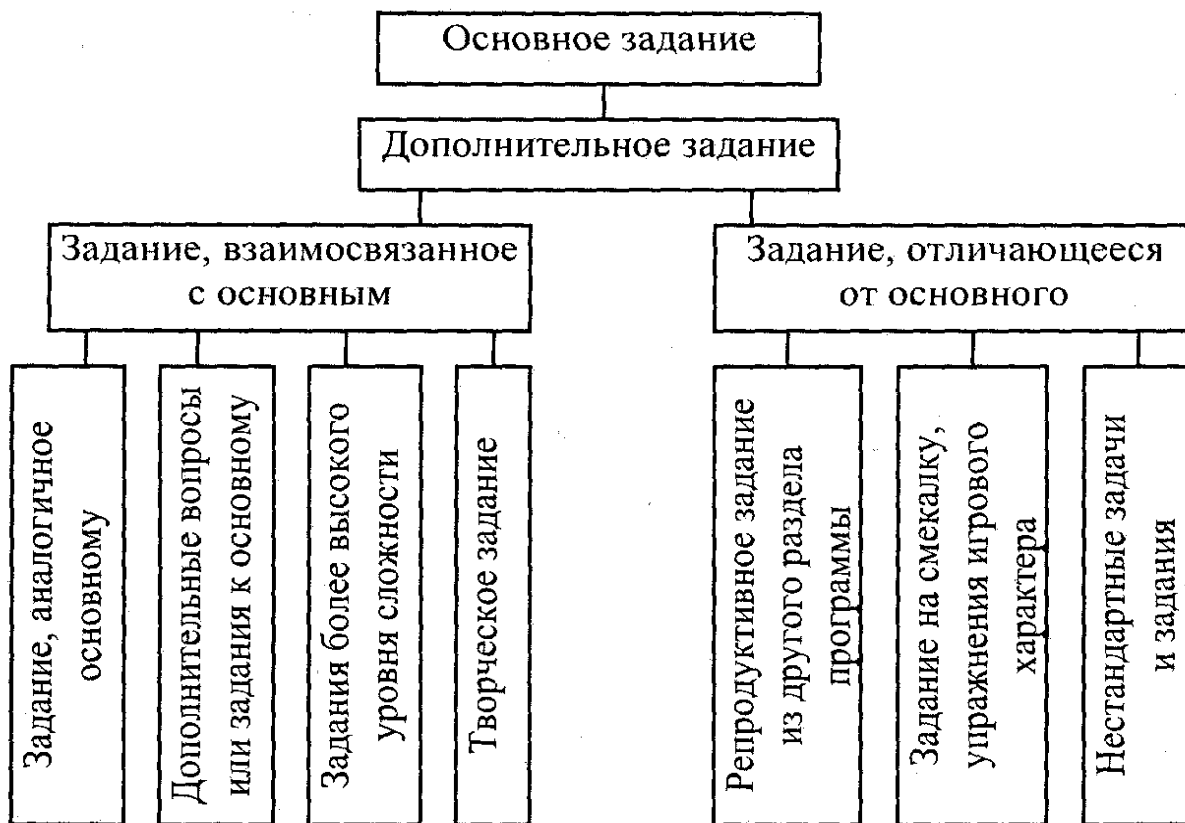 Основное задание
Дополнительное задание
Задание, взаимосвязанное
с основным
Задание, отличающееся
от основного
Задание, аналогичное
основному
Дополнительные вопросы
или задания к основному
Задания более высокого
уровня сложности
Творческое задание
Репродуктивное задание
из другого раздела
программы
Задание на смекалку,
упражнения игрового
характера
Нестандартные задачи
и задания